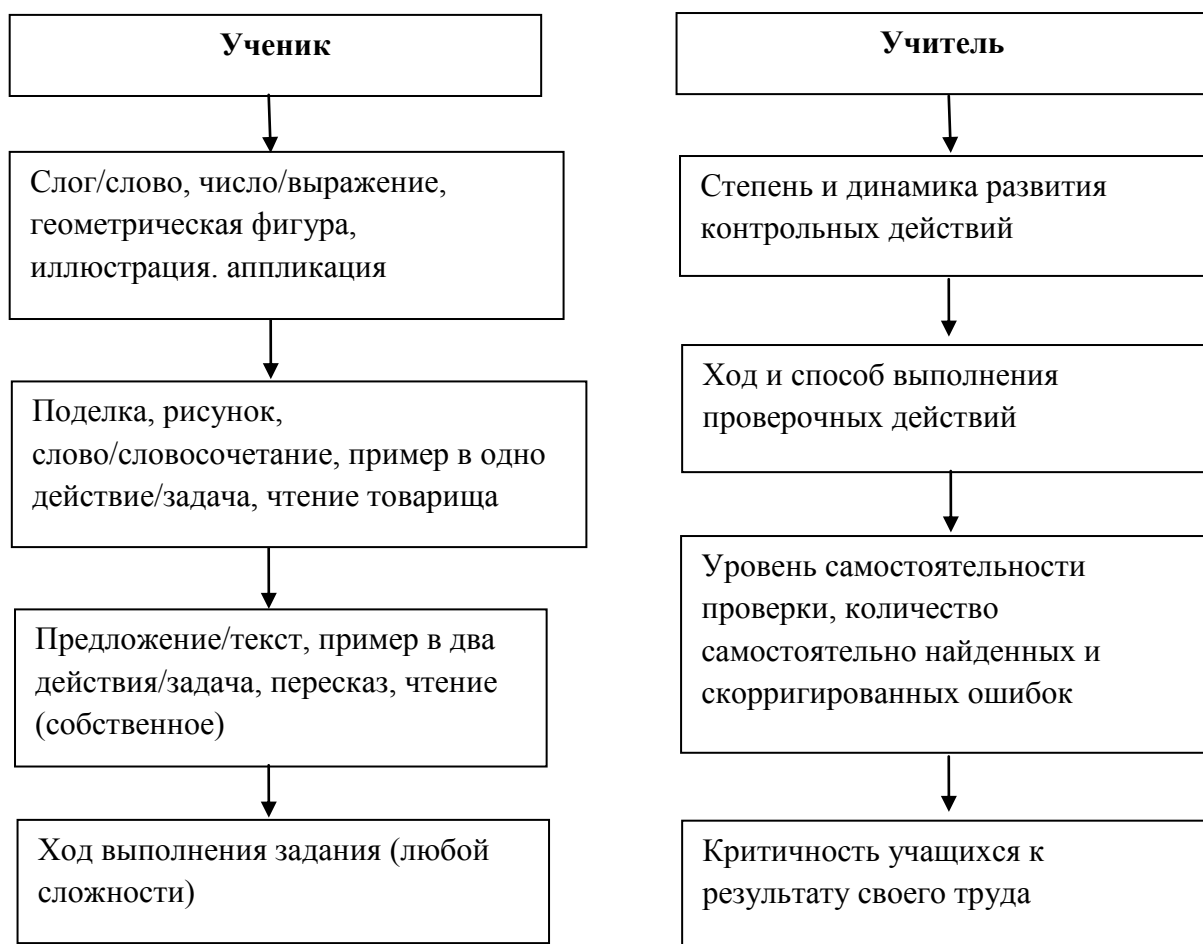 Ученик
Слог/слово, число/выражение,
геометрическая фигура,
иллюстрация. аппликация
Поделка, рисунок,
слово/словосочетание, пример в одно
действие/задача, чтение товарища
Предложение/текст, пример в два
действия/задача, пересказ, чтение
(собственное)
Ход выполнения задания (любой
сложности)
Учитель
Степень и динамика развития
контрольных действий
Ход и способ выполнения
проверочных действий
Уровень самостоятельности
проверки, количество
самостоятельно найденных и
скорригированных ошибок
Критичность учащихся к
результату своего труда